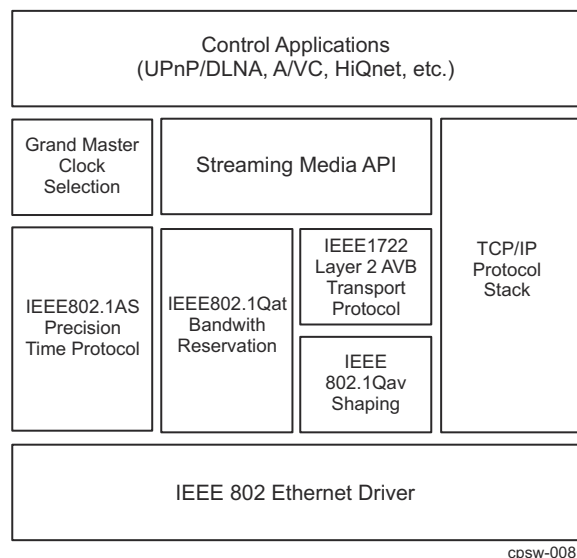 Control Applications
(UPnP/DLNA, A/VC, HiQnet, etc.)
Grand Master
Clock
Selection
Streaming Media API
TCP/IP
Protocol
Stack
IEEE802.1AS
Precision
Time Protocol
IEEE802.1Qat
Bandwith
Reservation
IEEE1722
Layer 2 AVB
Transport
Protocol
IEEE
802.1Qav
Shaping
IEEE 802 Ethernet Driver
cpsw-008